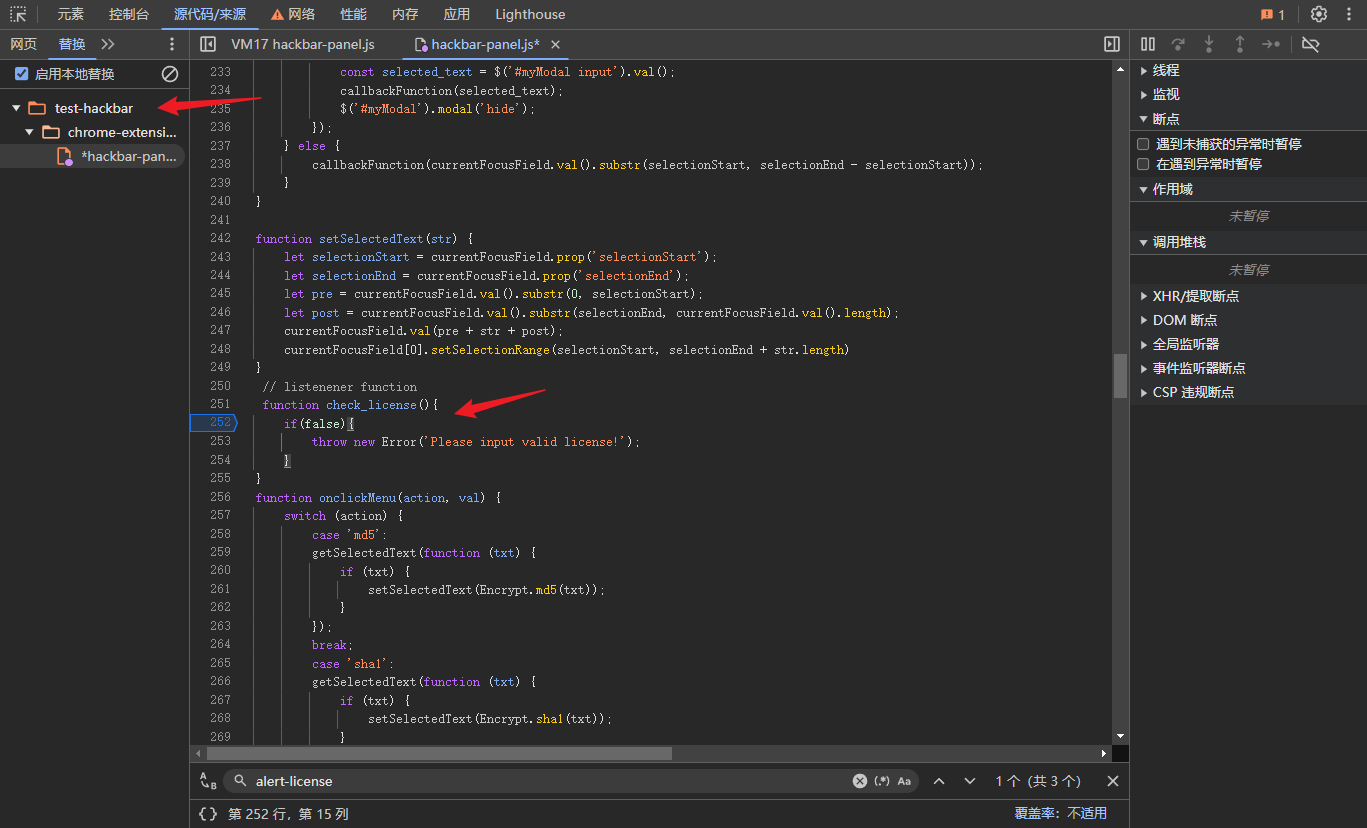 元素 控制台 源代码/来源 网络 性能 内存 应用 Lighthouse 1
网页 替换 VM17 hackbar-panel.js hackbar-panel.js*
启用本地替换
test-hackbar
chrome-extensi...
*hackbar-pan...
233 const selected_text = $('#myModal input').val();
234 callbackFunction(selected_text);
235 $('#myModal').modal('hide');
236 });
237 } else {
238 callbackFunction(currentFocusField.val().substr(selectionStart, selectionEnd - selectionStart));
239 }
240 }
241
242 function setSelectedText(str) {
243 let selectionStart = currentFocusField.prop('selectionStart');
244 let selectionEnd = currentFocusField.prop('selectionEnd');
245 let pre = currentFocusField.val().substr(0, selectionStart);
246 let post = currentFocusField.val().substr(selectionEnd, currentFocusField.val().length);
247 currentFocusField.val(pre + str + post);
248 currentFocusField[0].setSelectionRange(selectionStart, selectionEnd + str.length)
249 }
250 // listenener function
251 function check_license(){
252 if(false){
253 throw new Error('Please input valid license!');
254 }
255 }
256 function onclickMenu(action, val) {
257 switch (action) {
258 case 'md5':
259 getSelectedText(function (txt) {
260 if (txt) {
261 setSelectedText(Encrypt.md5(txt));
262 }
263 });
264 break;
265 case 'sha1':
266 getSelectedText(function (txt) {
267 if (txt) {
268 setSelectedText(Encrypt.sha1(txt));
269 }
线程
监视
断点
遇到未捕获的异常时暂停
在遇到异常时暂停
作用域
未暂停
调用堆栈
未暂停
XHR/提取断点
DOM 断点
全局监听器
事件监听器断点
CSP 违规断点
A B alert-license (.*) Aa 1 个 (共 3 个)
{} 第 252 行，第 15 列 覆盖率：不适用